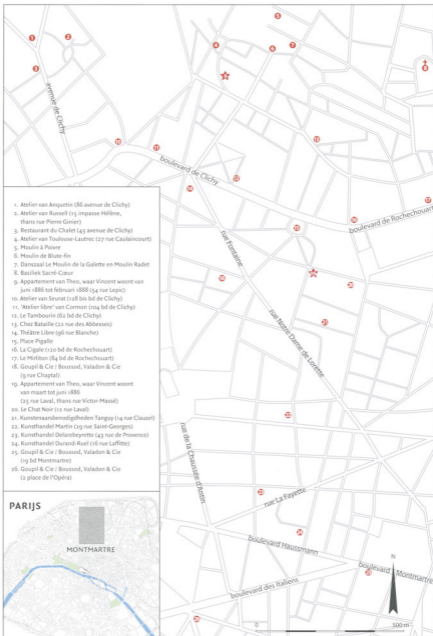 avenue de Clichy
boulevard de Clichy
boulevard de Rochechouart
rue Fontaine
rue Notre Dame de Lorette
rue de la Chaussée d'Antin
rue La Fayette
boulevard Haussmann
boulevard Montmartre
boulevard des Italiens
1. Atelier van Anquetin (86 avenue de Clichy)
2. Atelier van Russell (15 impasse Hélène,
thans rue Pierre Ginier)
3. Restaurant du Chalet (43 avenue de Clichy)
4. Atelier van Toulouse-Lautrec (27 rue Caulaincourt)
5. Moulin à Poivre
6. Moulin de Blute-fin
7. Danszaal Le Moulin de la Galette en Moulin Radet
8. Basiliek Sacré-Cœur
9. Appartement van Theo, waar Vincent woont van
juni 1886 tot februari 1888 (54 rue Lepic)
10. Atelier van Seurat (128 bis bd de Clichy)
11. 'Atelier libre' van Cormon (104 bd de Clichy)
12. Le Tambourin (62 bd de Clichy)
13. Chez Bataille (22 rue des Abbesses)
14. Théâtre Libre (96 rue Blanche)
15. Place Pigalle
16. La Cigale (120 bd de Rochechouart)
17. Le Mirliton (84 bd de Rochechouart)
18. Goupil & Cie / Boussod, Valadon & Cie
(9 rue Chaptal)
19. Appartement van Theo, waar Vincent woont
van maart tot juni 1886
(25 rue Laval, thans rue Victor Massé)
20. Le Chat Noir (12 rue Laval)
21. Kunstenaarsbenodigdheden Tanguy (14 rue Clauzel)
22. Kunsthandel Martin (29 rue Saint-Georges)
23. Kunsthandel Delarebeyrette (43 rue de Provence)
24. Kunsthandel Durand-Ruel (16 rue Laffitte)
25. Goupil & Cie / Boussod, Valadon & Cie
(19 bd Montmartre)
26. Goupil & Cie / Boussod, Valadon & Cie
(2 place de l'Opéra)
PARIJS
MONTMARTRE
N
0
500 m